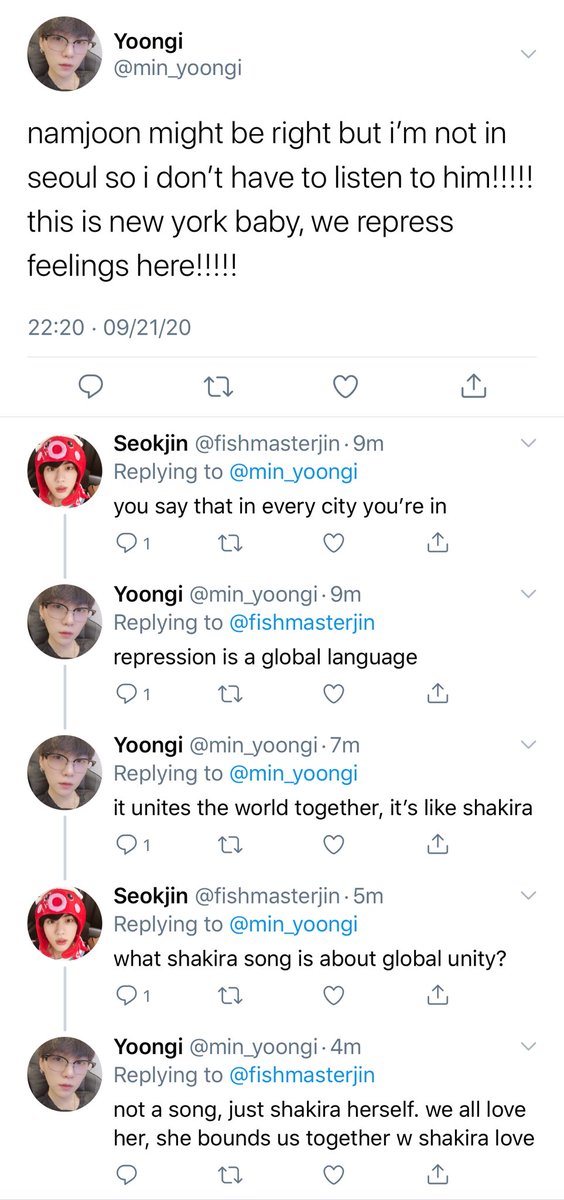 Yoongi
@min_yoongi
namjoon might be right but i’m not in
seoul so i don’t have to listen to him!!!!!
this is new york baby, we repress
feelings here!!!!!
22:20 · 09/21/20
Seokjin @fishmasterjin · 9m
Replying to @min_yoongi
you say that in every city you’re in
1
Yoongi @min_yoongi · 9m
Replying to @fishmasterjin
repression is a global language
1
Yoongi @min_yoongi · 7m
Replying to @min_yoongi
it unites the world together, it’s like shakira
1
Seokjin @fishmasterjin · 5m
Replying to @min_yoongi
what shakira song is about global unity?
1
Yoongi @min_yoongi · 4m
Replying to @fishmasterjin
not a song, just shakira herself. we all love
her, she bounds us together w shakira love